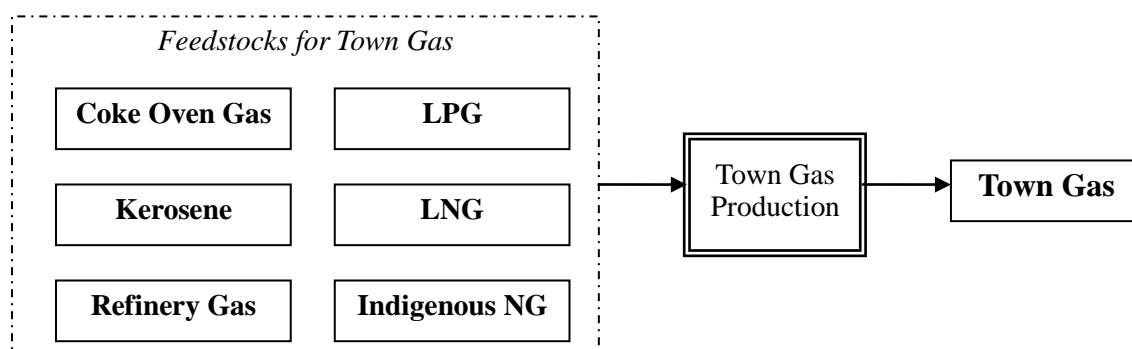 Feedstocks for Town Gas
Coke Oven Gas
LPG
Kerosene
LNG
Refinery Gas
Indigenous NG
Town Gas
Production
Town Gas